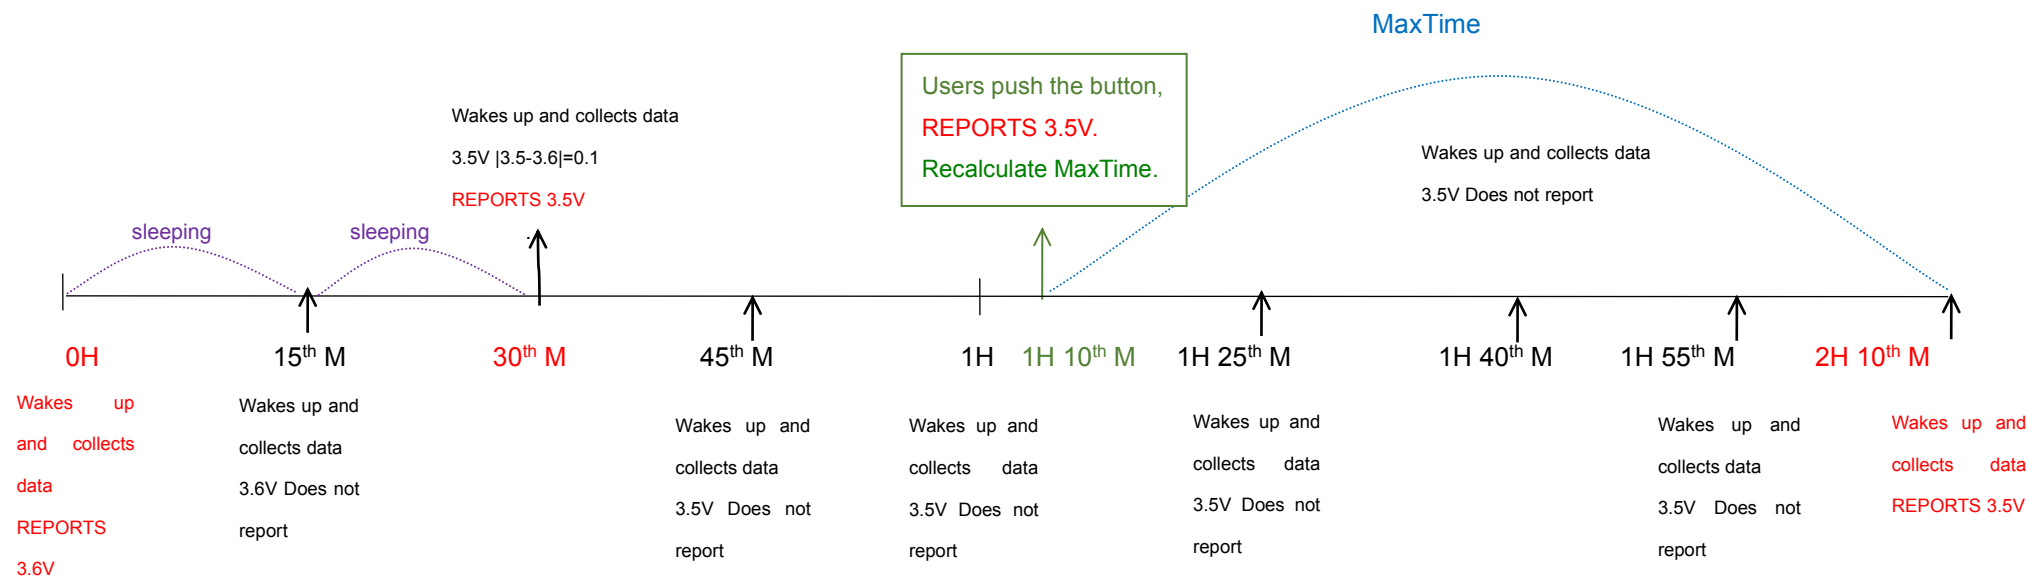 MaxTime
Users push the button,
REPORTS 3.5V.
Recalculate MaxTime.
Wakes up and collects data
3.5V |3.5-3.6|=0.1
REPORTS 3.5V
Wakes up and collects data
3.5V Does not report
sleeping
sleeping
0H
15th M
30th M
45th M
1H
1H 10th M
1H 25th M
1H 40th M
1H 55th M
2H 10th M
Wakes up
and collects
data
REPORTS
3.6V
Wakes up and
collects data
3.6V Does not
report
Wakes up and
collects data
3.5V Does not
report
Wakes up and
collects data
3.5V Does not
report
Wakes up and
collects data
3.5V Does not
report
Wakes up and
collects data
3.5V Does not
report
Wakes up and
collects data
REPORTS 3.5V